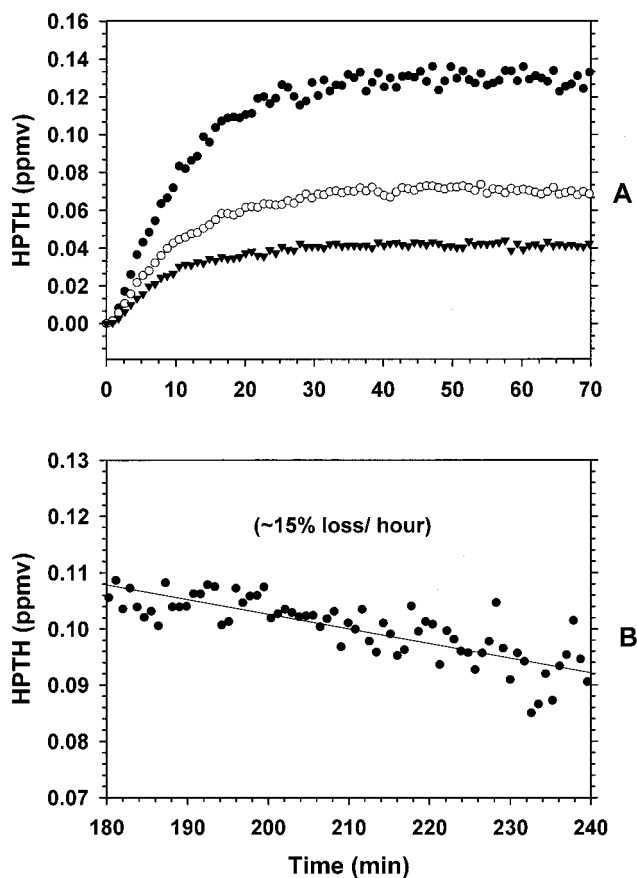 0.16
0.14
0.12
0.10
0.08
0.06
0.04
0.02
0.00
HPTH (ppmv)
A
0 10 20 30 40 50 60 70
0.13
0.12
0.11
0.10
0.09
0.08
0.07
HPTH (ppmv)
(~15% loss/ hour)
B
180 190 200 210 220 230 240
Time (min)